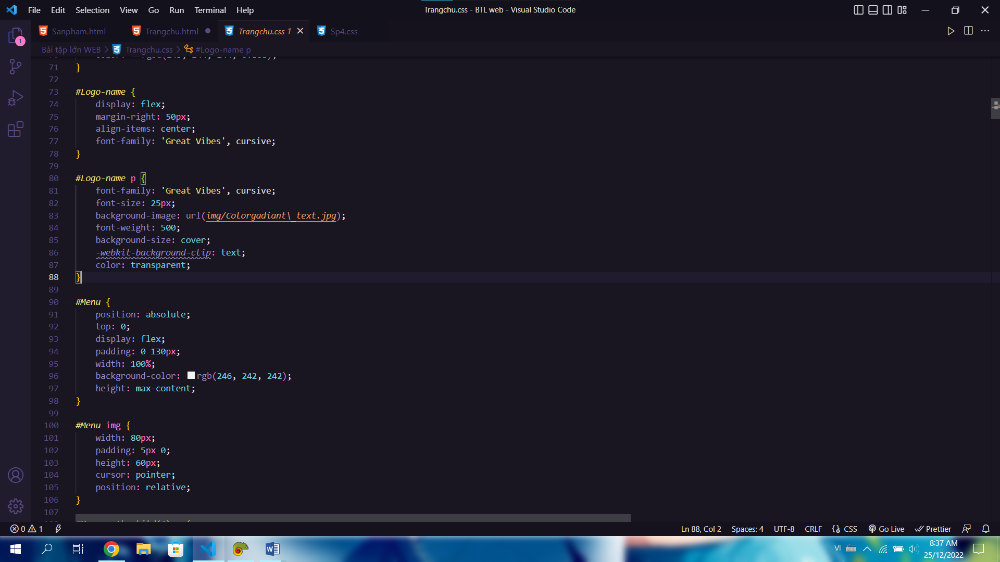 File Edit Selection View Go Run Terminal Help
Trangchu.css - BTL web - Visual Studio Code
Sanpham.html Trangchu.html Trangchu.css 1 Sp4.css
Bài tập lớn WEB > Trangchu.css > #Logo-name p
1
71 }
72
73 #Logo-name {
74 display: flex;
75 margin-right: 50px;
76 align-items: center;
77 font-family: 'Great Vibes', cursive;
78 }
79
80 #Logo-name p {
81 font-family: 'Great Vibes', cursive;
82 font-size: 25px;
83 background-image: url(img/Colorgadiant\ text.jpg);
84 font-weight: 500;
85 background-size: cover;
86 -webkit-background-clip: text;
87 color: transparent;
88 }
89
90 #Menu {
91 position: absolute;
92 top: 0;
93 display: flex;
94 padding: 0 130px;
95 width: 100%;
96 background-color: rgb(246, 242, 242);
97 height: max-content;
98 }
99
100 #Menu img {
101 width: 80px;
102 padding: 5px 0;
103 height: 60px;
104 cursor: pointer;
105 position: relative;
106 }
107
0 1
Ln 88, Col 2 Spaces: 4 UTF-8 CRLF CSS Go Live Prettier
VI
8:37 AM
25/12/2022